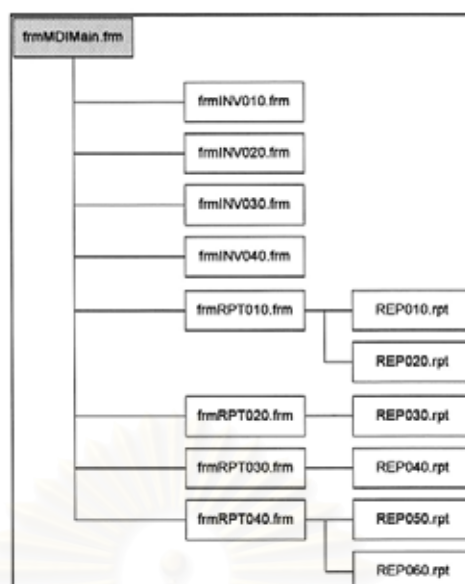 frmMDIMain.frm
frmINV010.frm
frmINV020.frm
frmINV030.frm
frmINV040.frm
frmRPT010.frm
REP010.rpt
REP020.rpt
frmRPT020.frm
REP030.rpt
frmRPT030.frm
REP040.rpt
frmRPT040.frm
REP050.rpt
REP060.rpt